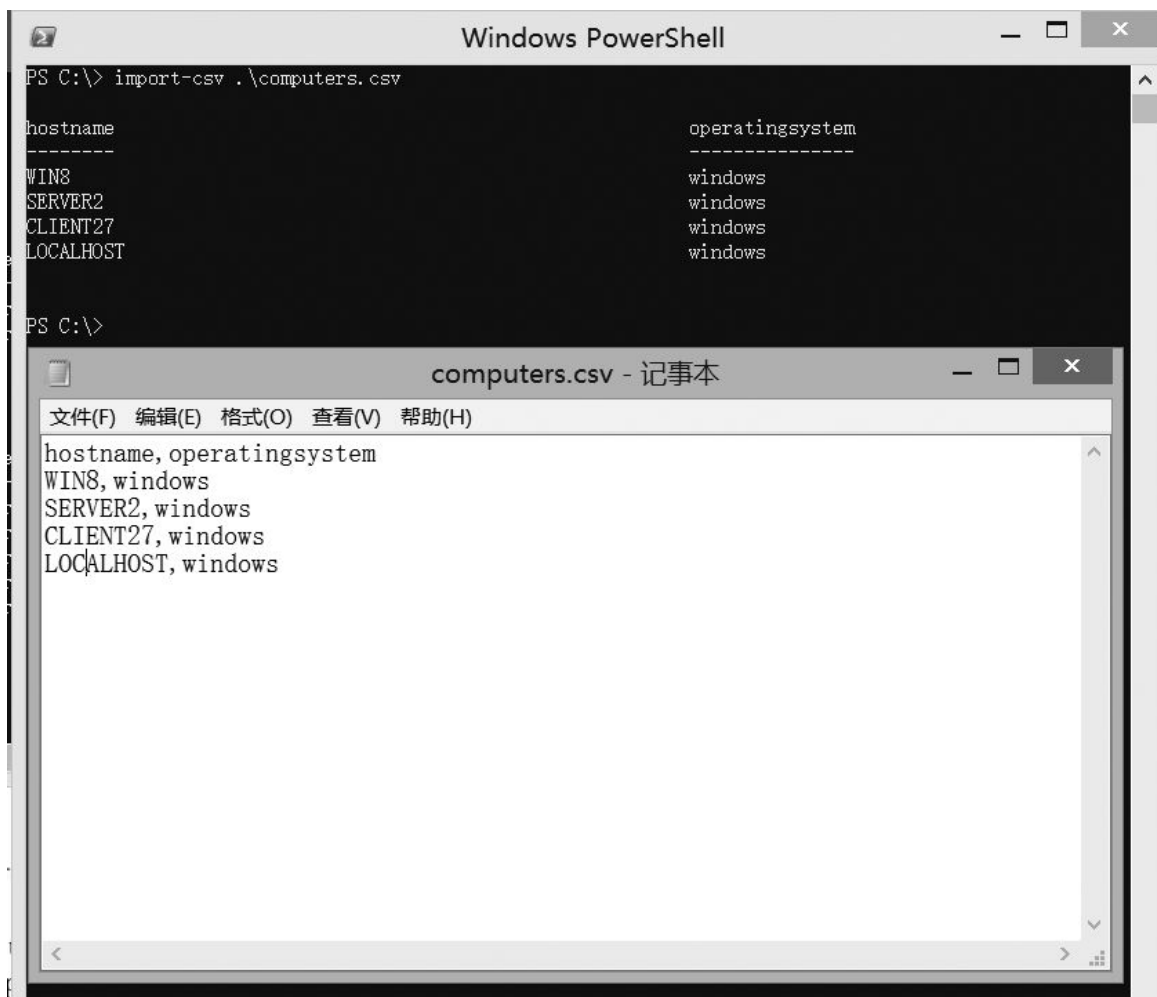 Windows PowerShell
PS C:\> import-csv .\computers.csv
hostname operatingsystem
-------- ---------------
WIN8 windows
SERVER2 windows
CLIENT27 windows
LOCALHOST windows
PS C:\>
computers.csv - 记事本
文件(F) 编辑(E) 格式(O) 查看(V) 帮助(H)
hostname,operatingsystem
WIN8,windows
SERVER2,windows
CLIENT27,windows
LOCALHOST,windows